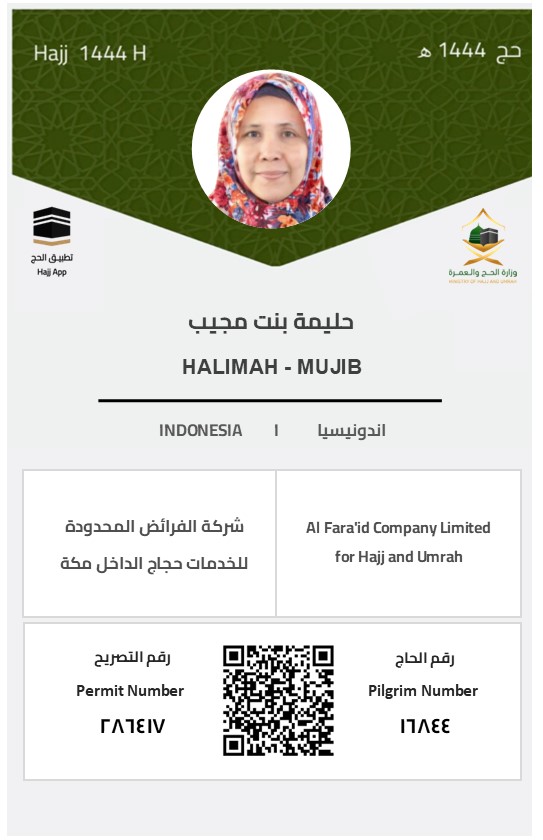 Hajj 1444 H
حج 1444 هـ
تطبيق الحج
Hajj App
وزارة الحج والعمرة
MINISTRY OF HAJJ AND UMRAH
حليمة بنت مجيب
HALIMAH - MUJIB
INDONESIA | اندونيسيا
شركة الفرائض المحدودة
للخدمات حجاج الداخل مكة
Al Fara'id Company Limited
for Hajj and Umrah
رقم التصريح
Permit Number
٢٨٦٤١٧
رقم الحاج
Pilgrim Number
١٦٨٤٤